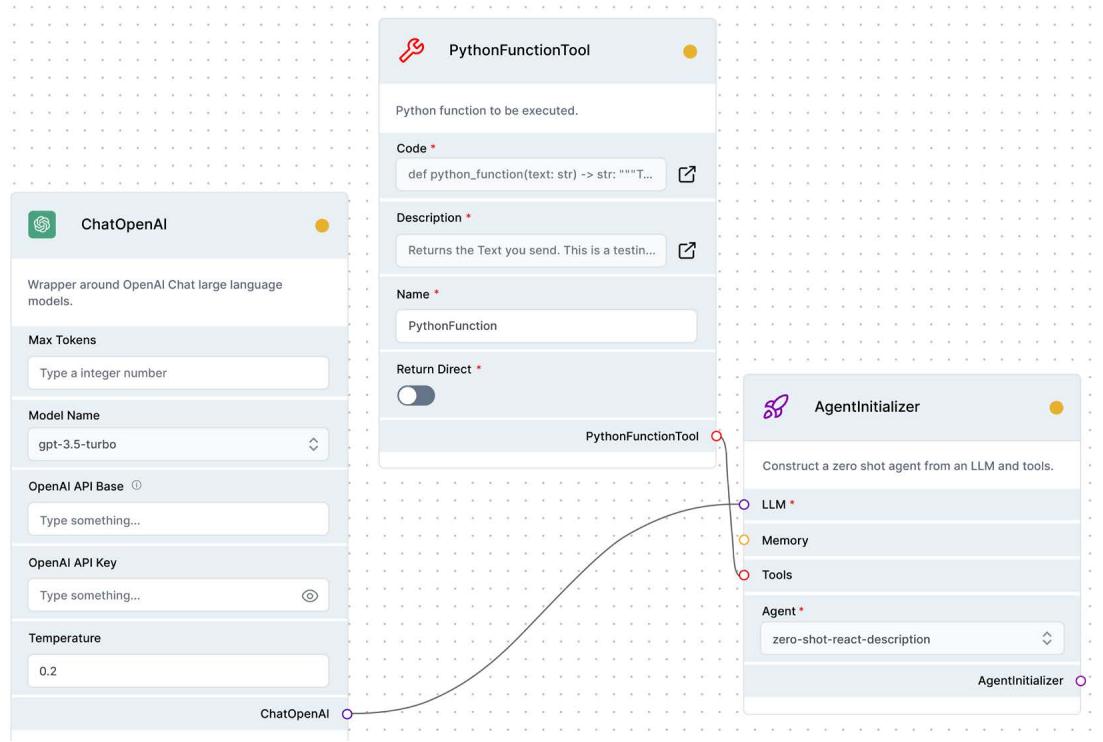 PythonFunctionTool
Python function to be executed.
Code *
def python_function(text: str) -> str: """T...
Description *
Returns the Text you send. This is a testin...
Name *
PythonFunction
Return Direct *
PythonFunctionTool
ChatOpenAI
Wrapper around OpenAI Chat large language
models.
Max Tokens
Type a integer number
Model Name
gpt-3.5-turbo
OpenAI API Base
Type something...
OpenAI API Key
Type something...
Temperature
0.2
ChatOpenAI
AgentInitializer
Construct a zero shot agent from an LLM and tools.
LLM *
Memory
Tools
Agent *
zero-shot-react-description
AgentInitializer